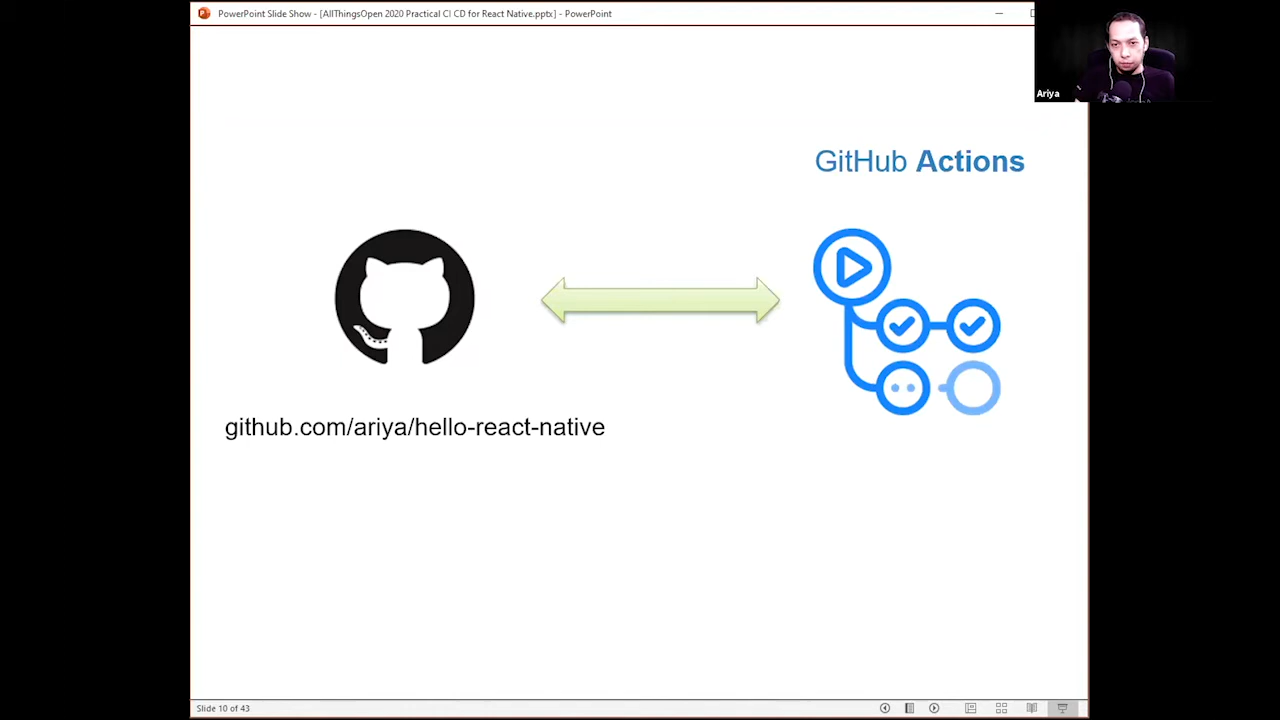 PowerPoint Slide Show - [AllThingsOpen 2020 Practical CI CD for React Native.pptx] - PowerPoint
Ariya
GitHub Actions
github.com/ariya/hello-react-native
Slide 10 of 43